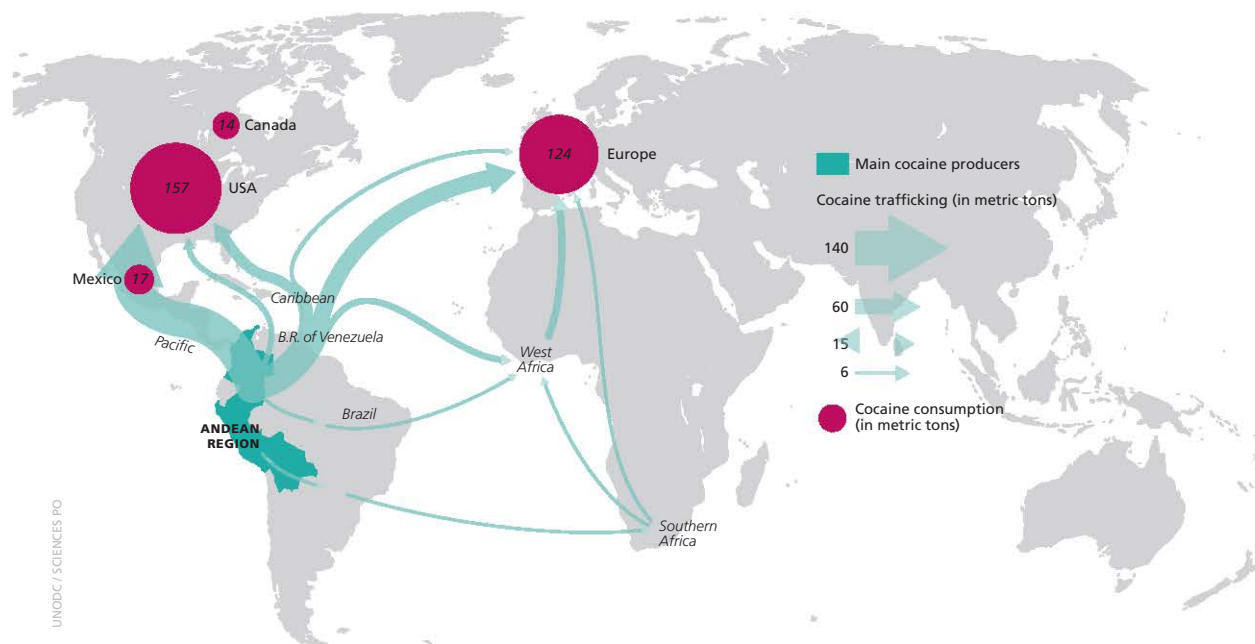 14
Canada
157
USA
124
Europe
Mexico
17
Caribbean
B.R. of Venezuela
Pacific
West
Africa
Brazil
ANDEAN
REGION
Southern
Africa
Main cocaine producers
Cocaine trafficking (in metric tons)
140
60
15
6
Cocaine consumption
(in metric tons)
UNODC / SCIENCES PO